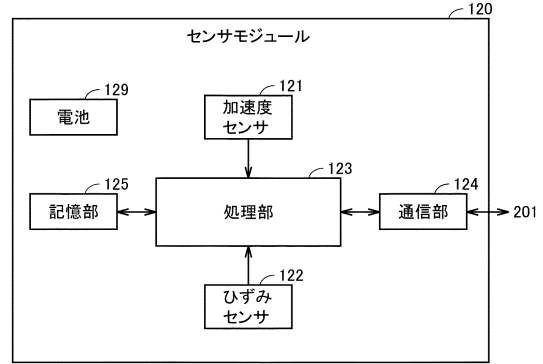 120
センサモジュール
129
電池
121
加速度
センサ
123
処理部
125
記憶部
124
通信部
201
122
ひずみ
センサ